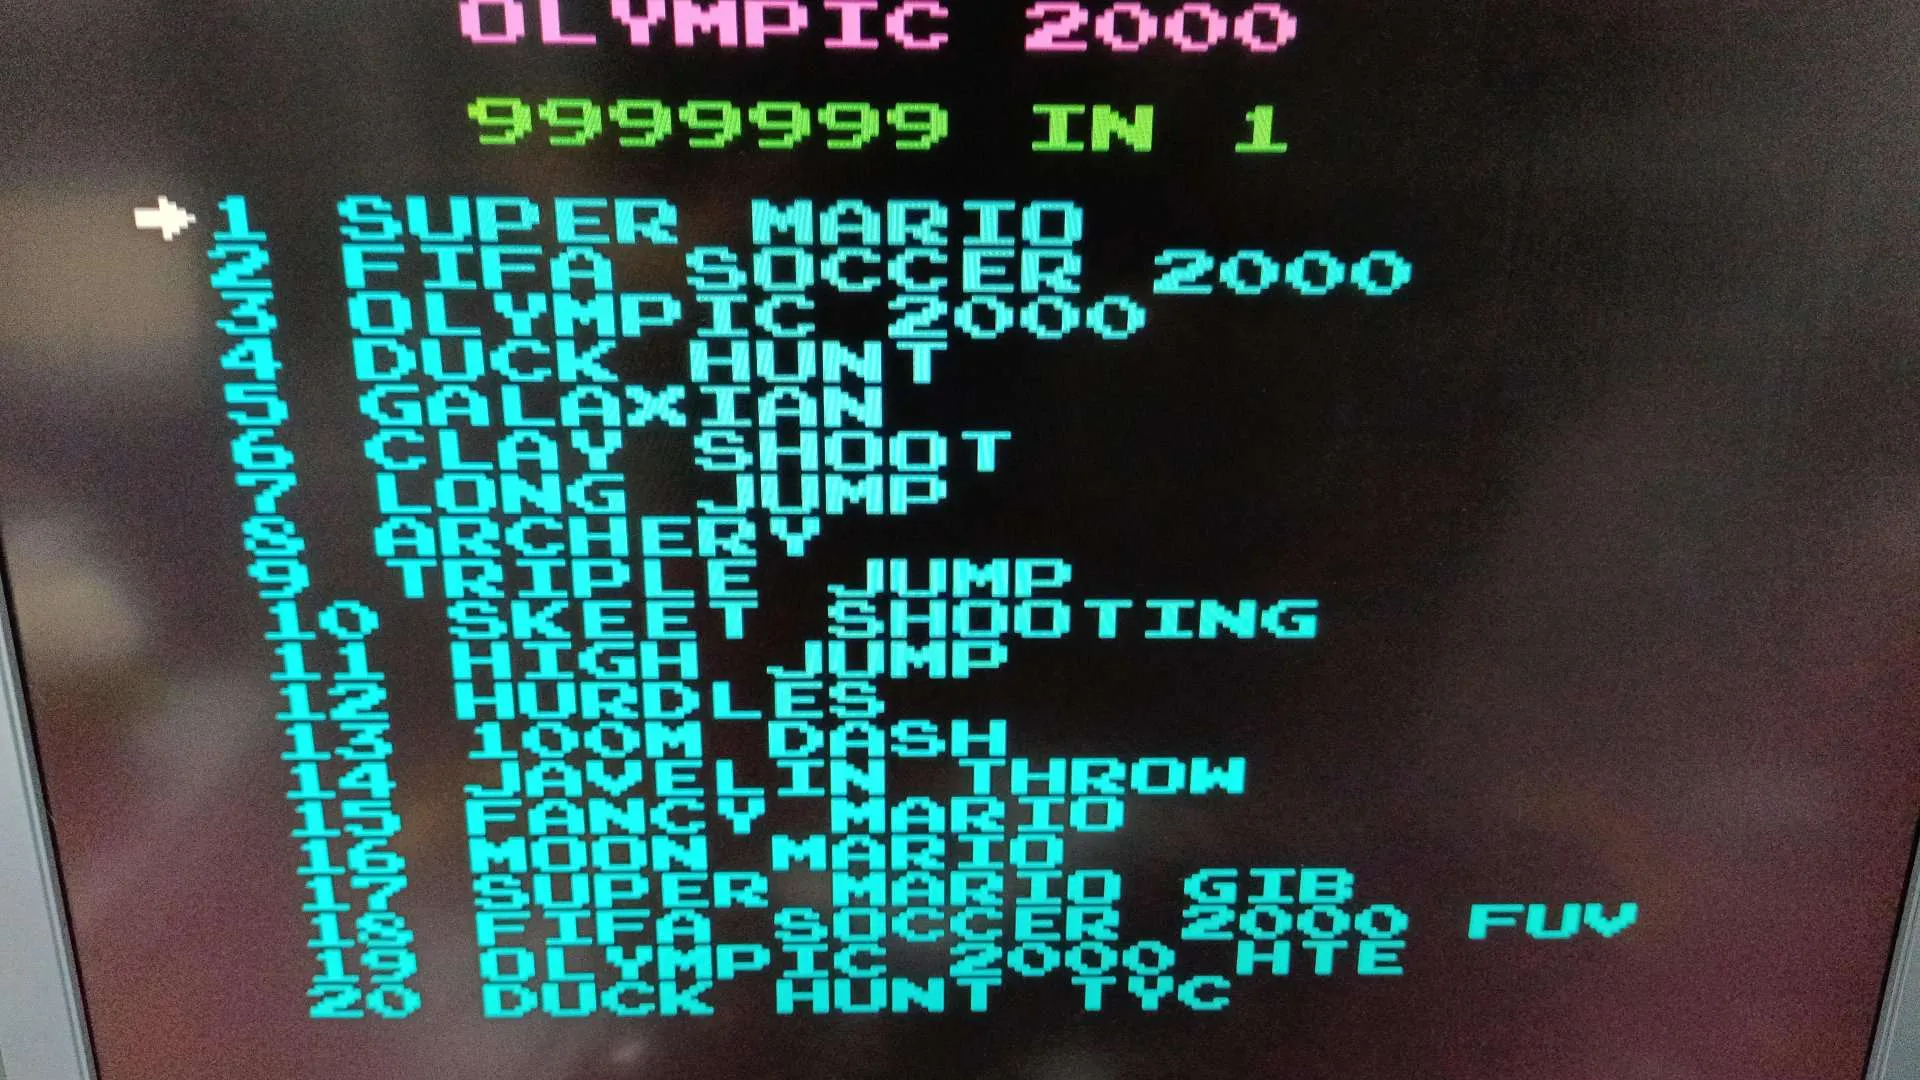 OLYMPIC 2000
9999999 IN 1
1 SUPER MARIO
2 FIFA SOCCER 2000
3 OLYMPIC 2000
4 DUCK HUNT
5 GALAXIAN
6 CLAY SHOOT
7 LONG JUMP
8 ARCHERY
9 TRIPLE JUMP
10 SKEET SHOOTING
11 HIGH JUMP
12 HURDLES
13 100M DASH
14 JAVELIN THROW
15 FANCY MARIO
16 MOON MARIO
17 SUPER MARIO GIB
18 FIFA SOCCER 2000 FUV
19 OLYMPIC 2000 HTE
20 DUCK HUNT TYC